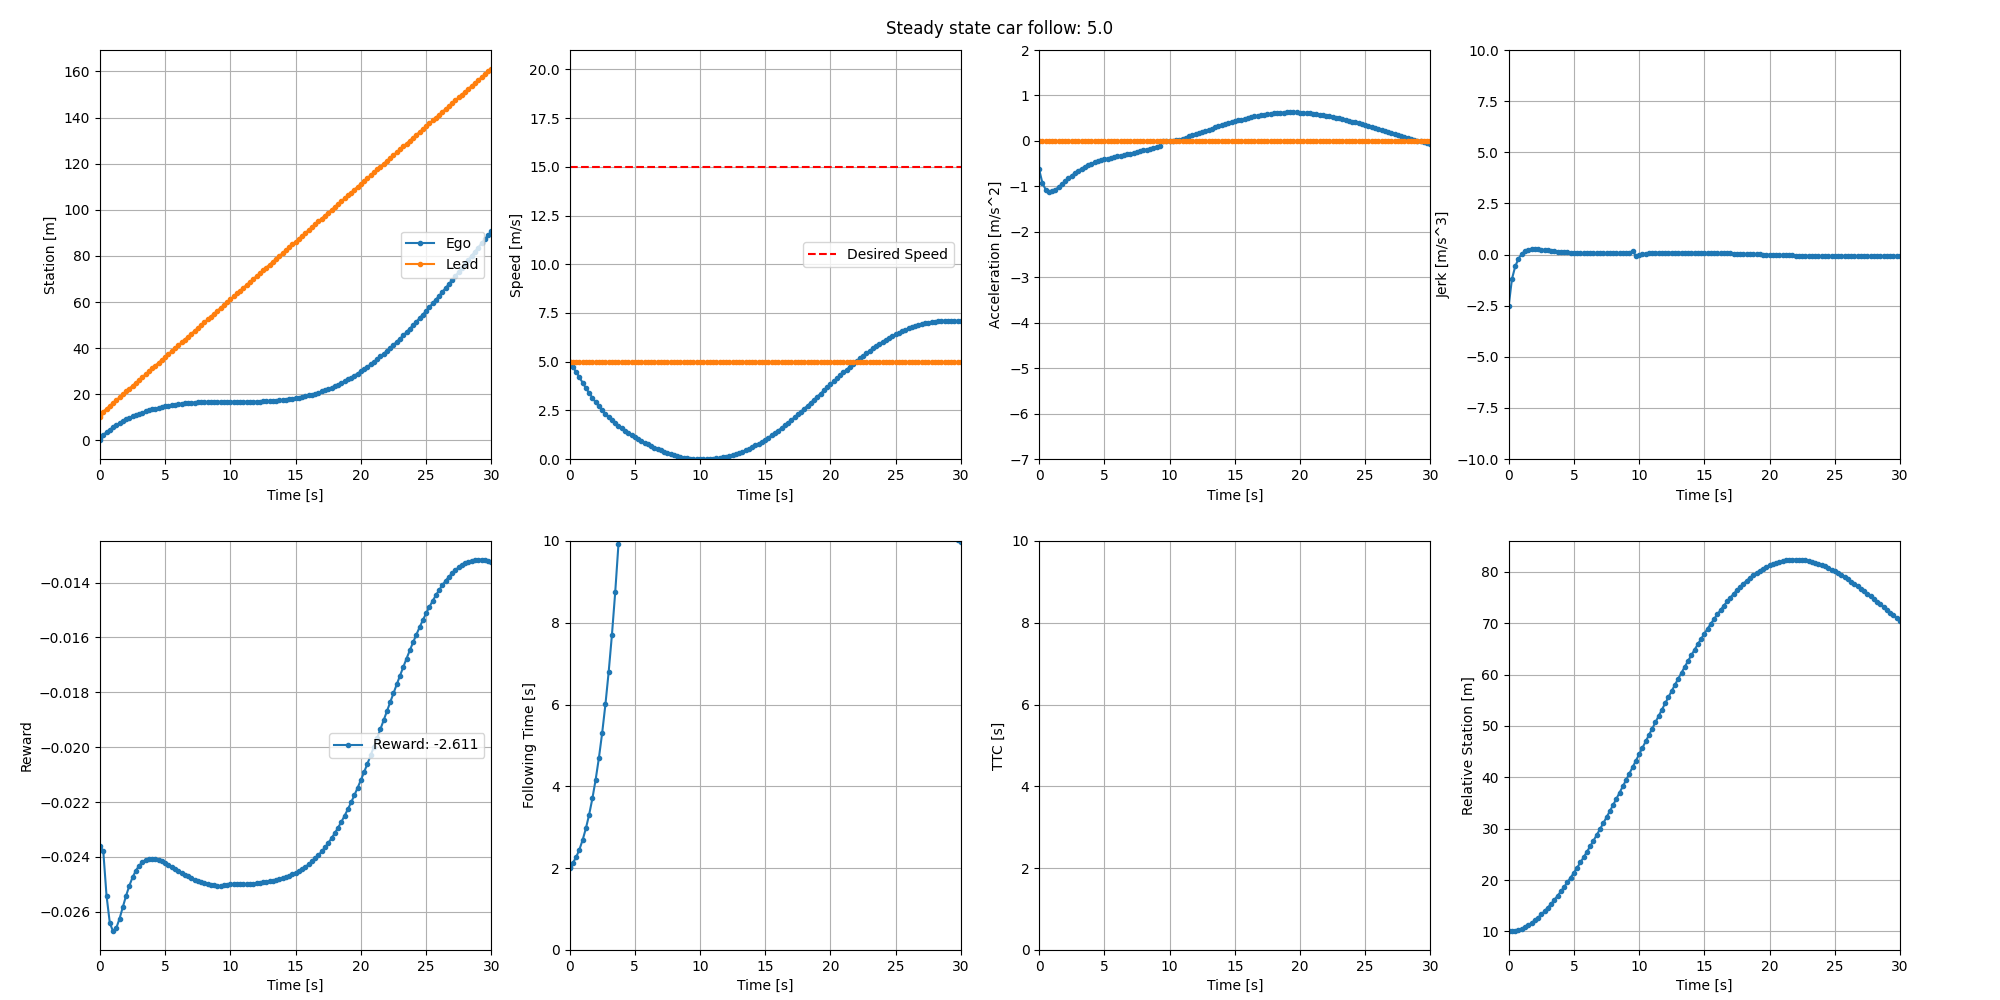 Steady state car follow: 5.0
Station [m]
160
140
120
100
80
60
40
20
0
Ego
Lead
0 5 10 15 20 25 30
Time [s]
Speed [m/s]
20.0
17.5
15.0
12.5
10.0
7.5
5.0
2.5
0.0
Desired Speed
0 5 10 15 20 25 30
Time [s]
Acceleration [m/s^2]
2
1
0
−1
−2
−3
−4
−5
−6
−7
0 5 10 15 20 25 30
Time [s]
Jerk [m/s^3]
10.0
7.5
5.0
2.5
0.0
−2.5
−5.0
−7.5
−10.0
0 5 10 15 20 25 30
Time [s]
Reward
−0.014
−0.016
−0.018
−0.020
−0.022
−0.024
−0.026
Reward: -2.611
0 5 10 15 20 25 30
Time [s]
Following Time [s]
10
8
6
4
2
0
0 5 10 15 20 25 30
Time [s]
TTC [s]
10
8
6
4
2
0
0 5 10 15 20 25 30
Time [s]
Relative Station [m]
80
70
60
50
40
30
20
10
0 5 10 15 20 25 30
Time [s]